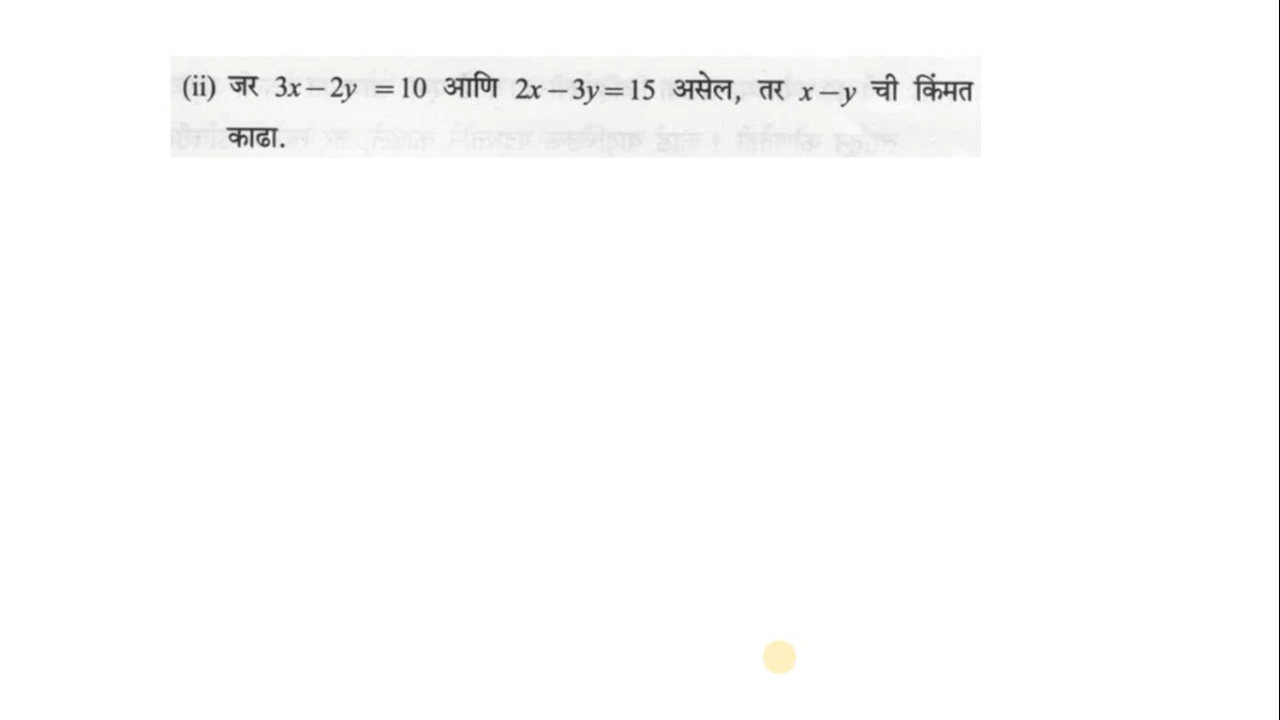 (ii) जर 3x – 2y = 10 आणि 2x – 3y = 15 असेल, तर x – y ची किंमत
काढा.